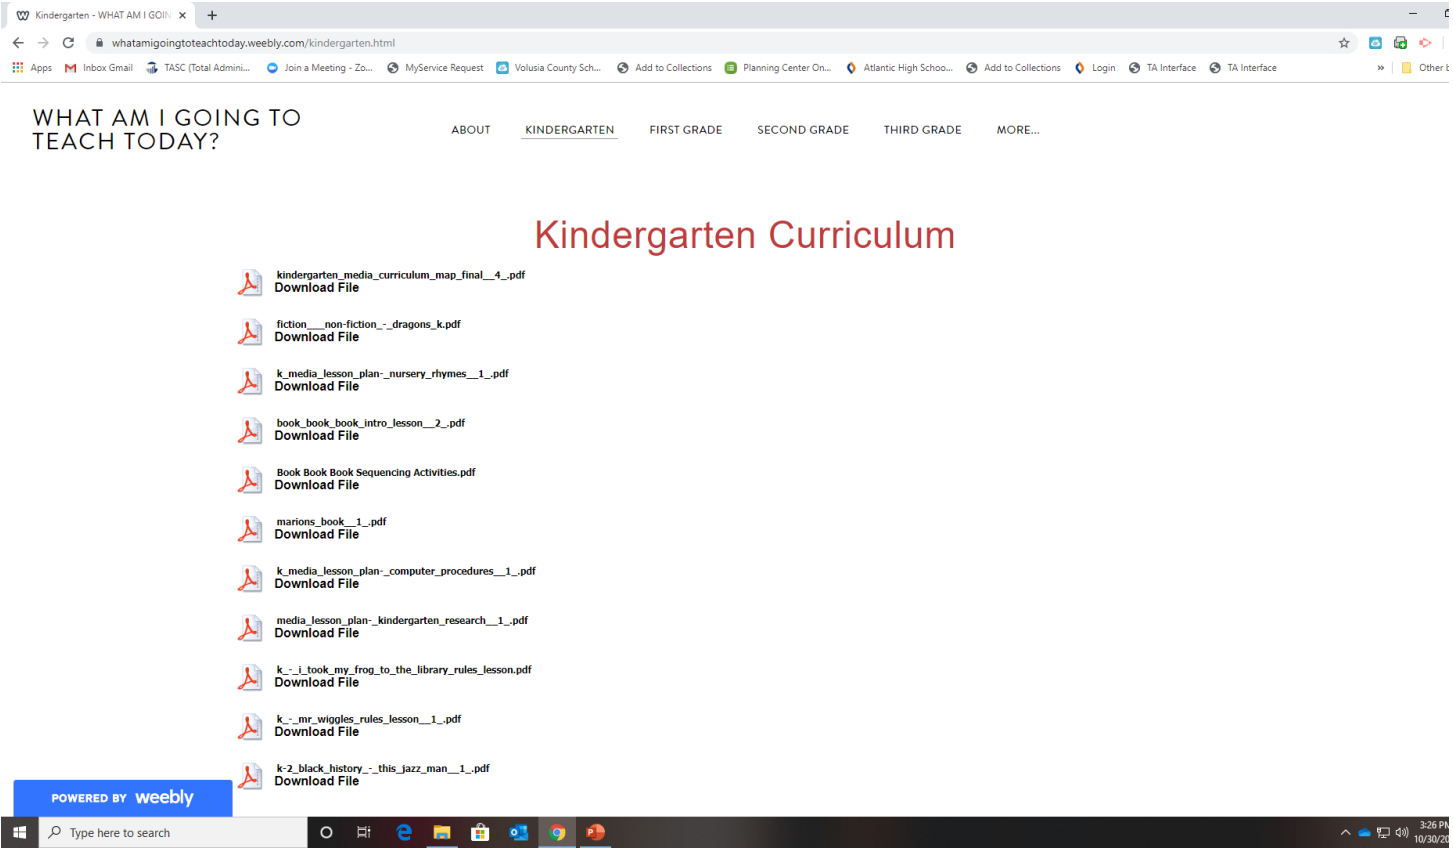 Kindergarten - WHAT AM I GOIN
whatamigoingtoteachtoday.weebly.com/kindergarten.html
Apps Inbox Gmail TASC (Total Admini... Join a Meeting - Zo... MyService Request Volusia County Sch... Add to Collections Planning Center On... Atlantic High Schoo... Add to Collections Login TA Interface TA Interface » Other b
WHAT AM I GOING TO
TEACH TODAY?
ABOUT KINDERGARTEN FIRST GRADE SECOND GRADE THIRD GRADE MORE...
Kindergarten Curriculum
kindergarten_media_curriculum_map_final__4_.pdf
Download File
fiction___non-fiction_-_dragons_k.pdf
Download File
k_media_lesson_plan-_nursery_rhymes__1_.pdf
Download File
book_book_book_intro_lesson__2_.pdf
Download File
Book Book Book Sequencing Activities.pdf
Download File
marions_book__1_.pdf
Download File
k_media_lesson_plan-_computer_procedures__1_.pdf
Download File
media_lesson_plan-_kindergarten_research__1_.pdf
Download File
k_-_i_took_my_frog_to_the_library_rules_lesson.pdf
Download File
k_-_mr_wiggles_rules_lesson__1_.pdf
Download File
k-2_black_history_-_this_jazz_man__1_.pdf
Download File
POWERED BY weebly
Type here to search
3:26 PM
10/30/20